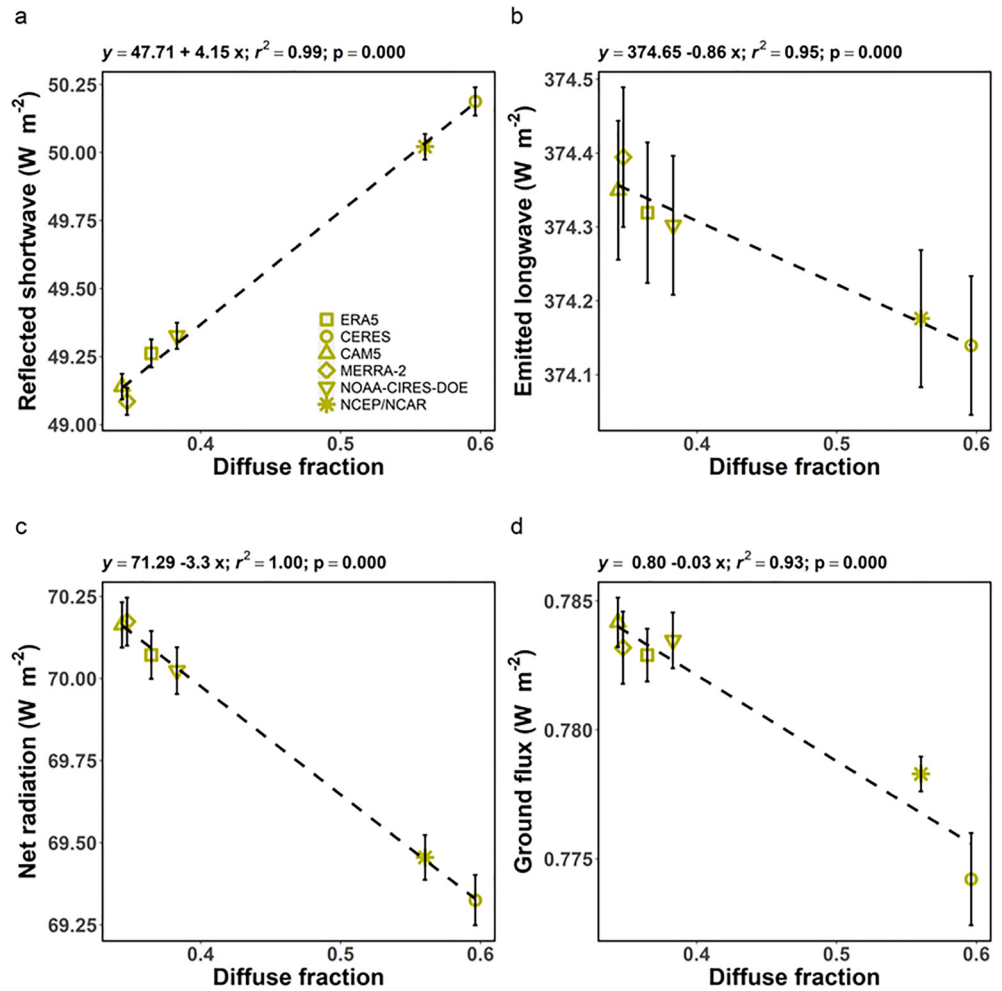 a
y = 47.71 + 4.15 x; r² = 0.99; p = 0.000
Reflected shortwave (W m⁻²)
50.25
50.00
49.75
49.50
49.25
49.00
ERA5
CERES
CAM5
MERRA-2
NOAA-CIRES-DOE
NCEP/NCAR
0.4 0.5 0.6
Diffuse fraction
b
y = 374.65 -0.86 x; r² = 0.95; p = 0.000
Emitted longwave (W m⁻²)
374.5
374.4
374.3
374.2
374.1
0.4 0.5 0.6
Diffuse fraction
c
y = 71.29 -3.3 x; r² = 1.00; p = 0.000
Net radiation (W m⁻²)
70.25
70.00
69.75
69.50
69.25
0.4 0.5 0.6
Diffuse fraction
d
y = 0.80 -0.03 x; r² = 0.93; p = 0.000
Ground flux (W m⁻²)
0.785
0.780
0.775
0.4 0.5 0.6
Diffuse fraction